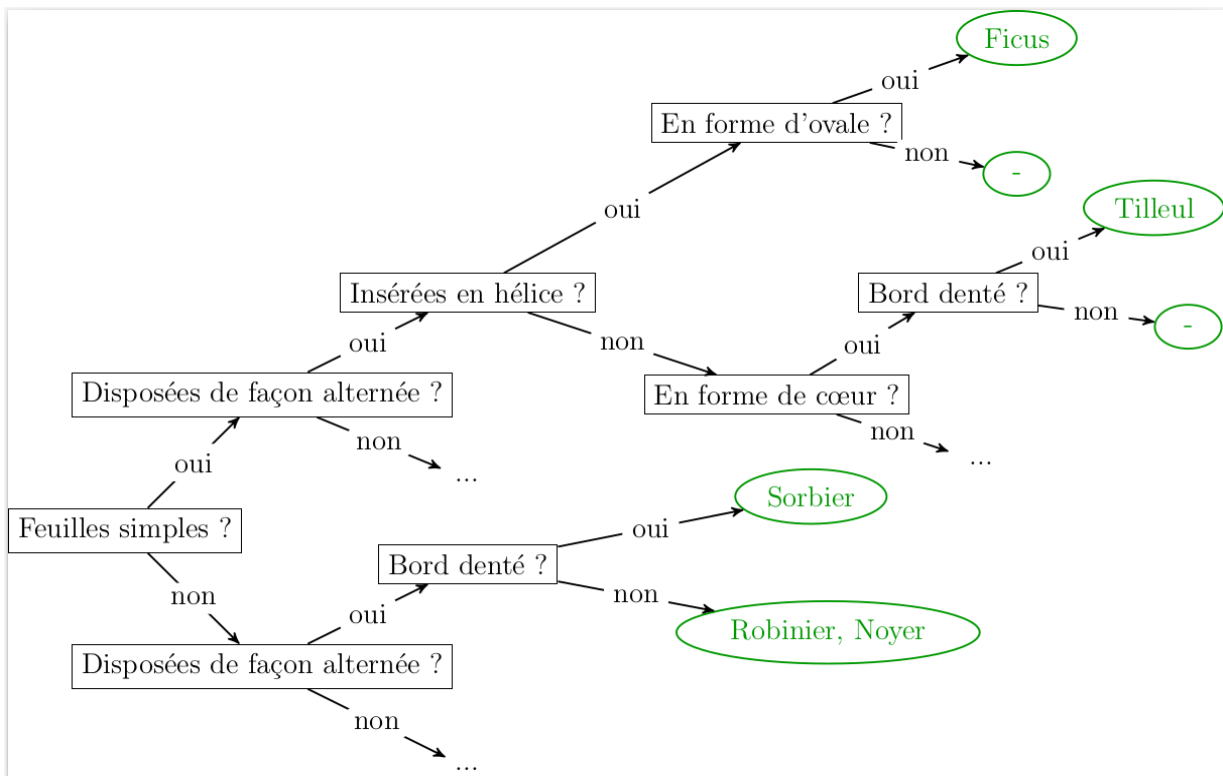 Ficus
oui
En forme d'ovale ?
non
-
Tilleul
oui
oui
Insérées en hélice ?
Bord denté ?
non
-
oui
non
oui
Disposées de façon alternée ?
En forme de cœur ?
non
non
...
oui
...
Sorbier
Feuilles simples ?
oui
Bord denté ?
non
non
oui
Robinier, Noyer
Disposées de façon alternée ?
non
...